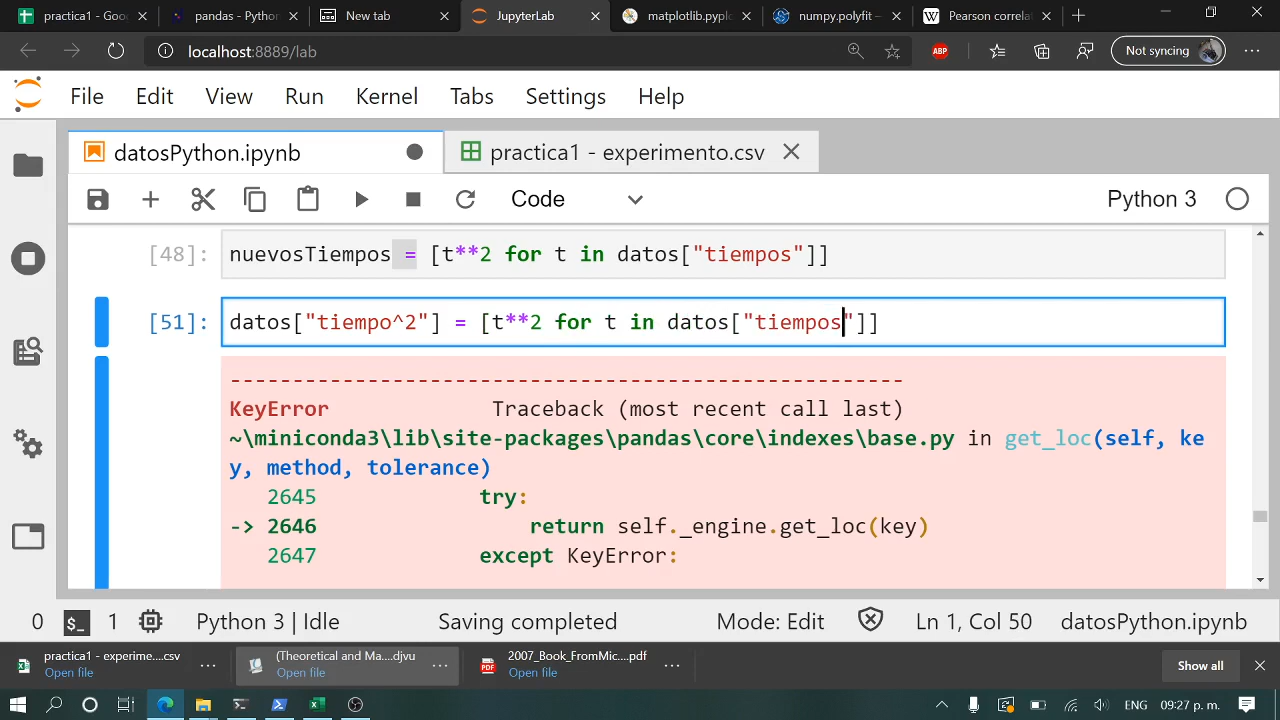 practica1 - Goo
pandas - Python
New tab
JupyterLab
matplotlib.pyplo
numpy.polyfit —
Pearson correlat
localhost:8889/lab
ABP
Not syncing
File Edit View Run Kernel Tabs Settings Help
datosPython.ipynb
practica1 - experimento.csv
Code
Python 3
[48]: nuevosTiempos = [t**2 for t in datos["tiempos"]]
[51]: datos["tiempo^2"] = [t**2 for t in datos["tiempos"]]
------------------------------------------------------
KeyError Traceback (most recent call last)
~\miniconda3\lib\site-packages\pandas\core\indexes\base.py in get_loc(self, ke
y, method, tolerance)
2645 try:
-> 2646 return self._engine.get_loc(key)
2647 except KeyError:
0 $_ 1 Python 3 | Idle Saving completed Mode: Edit Ln 1, Col 50 datosPython.ipynb
practica1 - experime....csv
Open file
(Theoretical and Ma....djvu
Open file
2007_Book_FromMic....pdf
Open file
Show all
ENG 09:27 p. m.